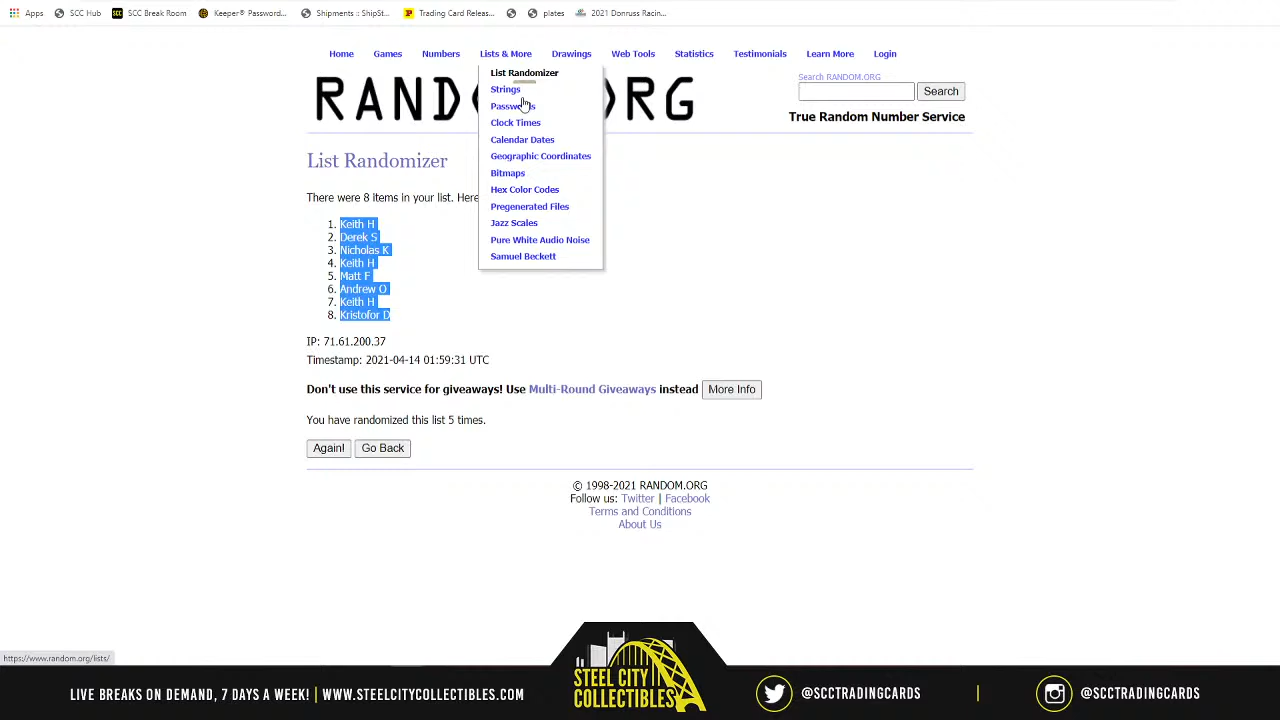 Apps SCC Hub SCC Break Room Keeper® Password... Shipments :: ShipSt... Trading Card Releas... plates 2021 Donruss Racin...
Home Games Numbers Lists & More Drawings Web Tools Statistics Testimonials Learn More Login
List Randomizer
Strings
Passwords
Clock Times
Calendar Dates
Geographic Coordinates
Bitmaps
Hex Color Codes
Pregenerated Files
Jazz Scales
Pure White Audio Noise
Samuel Beckett
Search RANDOM.ORG
Search
True Random Number Service
List Randomizer
There were 8 items in your list. Here
1. Keith H
2. Derek S
3. Nicholas K
4. Keith H
5. Matt F
6. Andrew O
7. Keith H
8. Kristofor D
IP: 71.61.200.37
Timestamp: 2021-04-14 01:59:31 UTC
Don't use this service for giveaways! Use Multi-Round Giveaways instead More Info
You have randomized this list 5 times.
Again! Go Back
© 1998-2021 RANDOM.ORG
Follow us: Twitter | Facebook
Terms and Conditions
About Us
https://www.random.org/lists/
LIVE BREAKS ON DEMAND, 7 DAYS A WEEK! | WWW.STEELCITYCOLLECTIBLES.COM
STEEL CITY
COLLECTIBLES
@SCCTRADINGCARDS | @SCCTRADINGCARDS